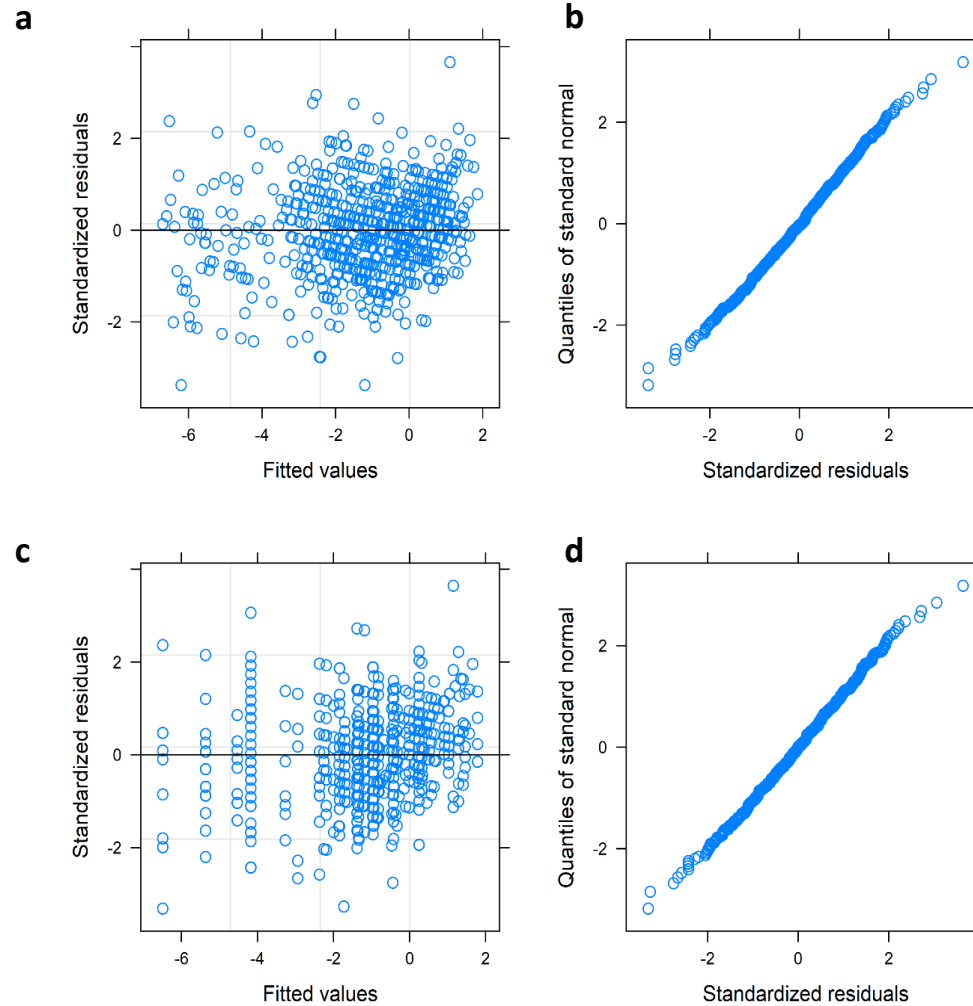 a
b
Standardized residuals
2
0
-2
-6
-4
-2
0
2
Fitted values
Quantiles of standard normal
2
0
-2
-2
0
2
Standardized residuals
c
d
Standardized residuals
2
0
-2
-6
-4
-2
0
2
Fitted values
Quantiles of standard normal
2
0
-2
-2
0
2
Standardized residuals